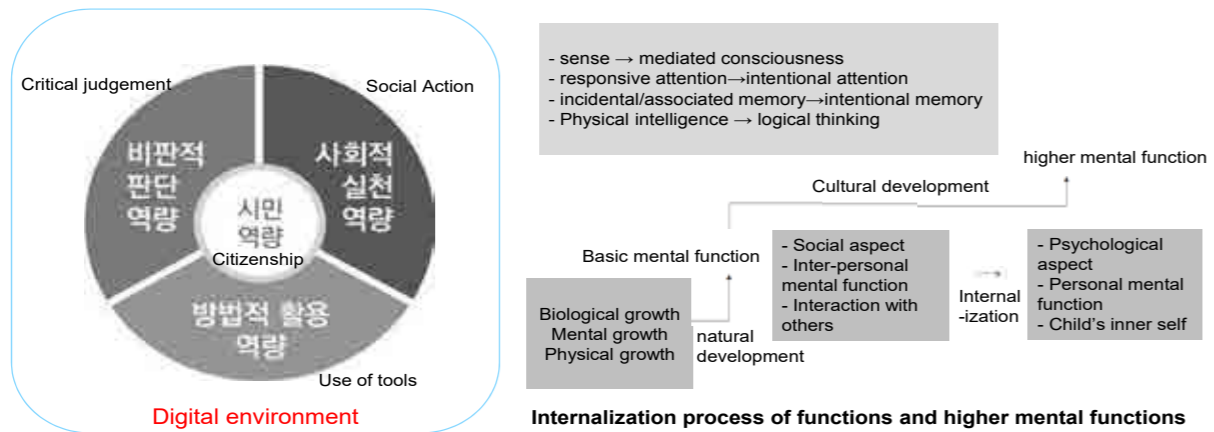 Critical judgement
Social Action
비판적
판단
역량
사회적
실천
역량
시민
역량
Citizenship
방법적 활용
역량
Use of tools
Digital environment
- sense → mediated consciousness
- responsive attention→intentional attention
- incidental/associated memory→intentional memory
- Physical intelligence → logical thinking
higher mental function
Cultural development
Basic mental function
- Social aspect
- Inter-personal
mental function
- Interaction with
others
Internal
-ization
- Psychological
aspect
- Personal mental
function
- Child's inner self
Biological growth
Mental growth
Physical growth
natural
development
Internalization process of functions and higher mental functions